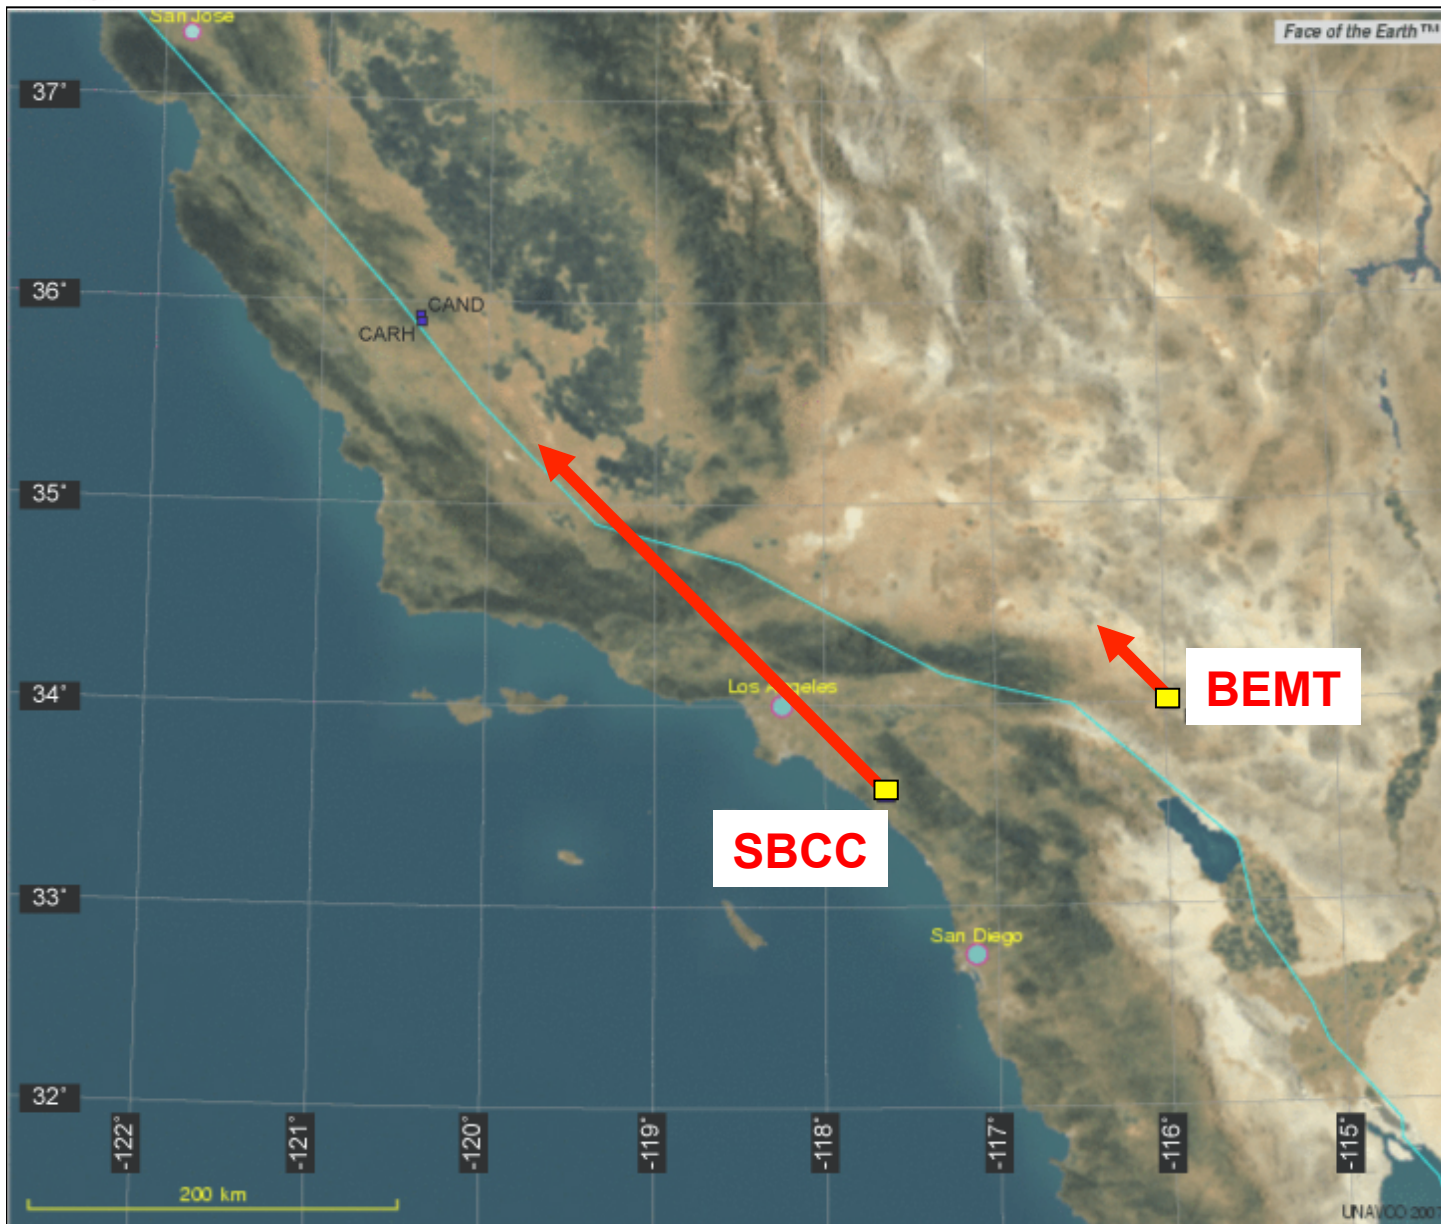 San Jose
Face of the Earth™
37°
36°
CAND
CARH
35°
34°
Los Angeles
BEMT
SBCC
33°
San Diego
32°
-122°
-121°
-120°
-119°
-118°
-117°
-116°
-115°
200 km
UNAVCO 2007